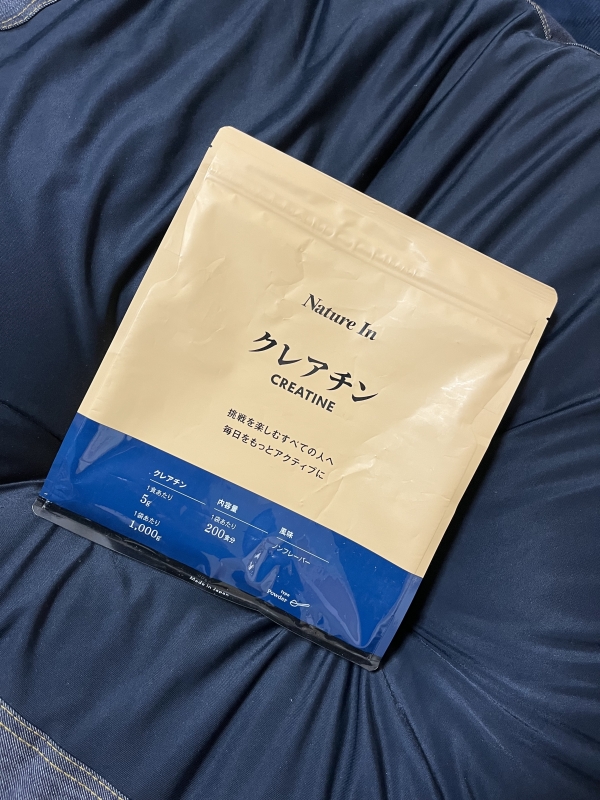 Nature In
クレアチン
CREATINE
挑戦を楽しむすべての人へ
毎日をもっとアクティブに
クレアチン
1食あたり
5g
1袋あたり
1,000g
内容量
1袋あたり
200食分
風味
ノンフレーバー
Made in Japan
TYPE
Powder